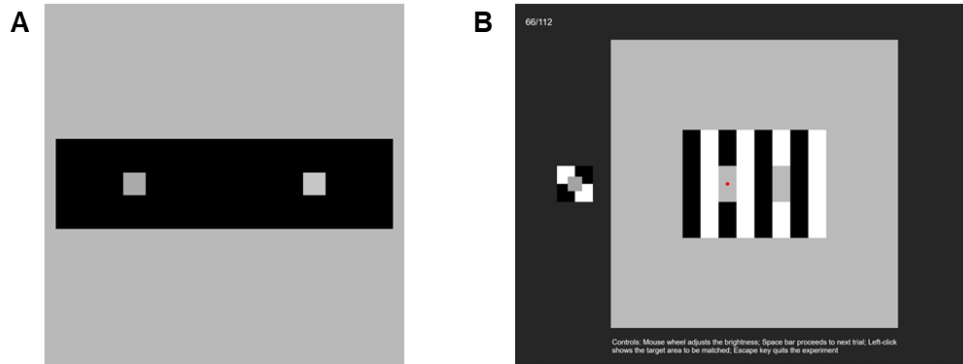 A
B
66/112
Controls: Mouse wheel adjusts the brightness; Space bar proceeds to next trial; Left-click
shows the target area to be matched; Escape key quits the experiment